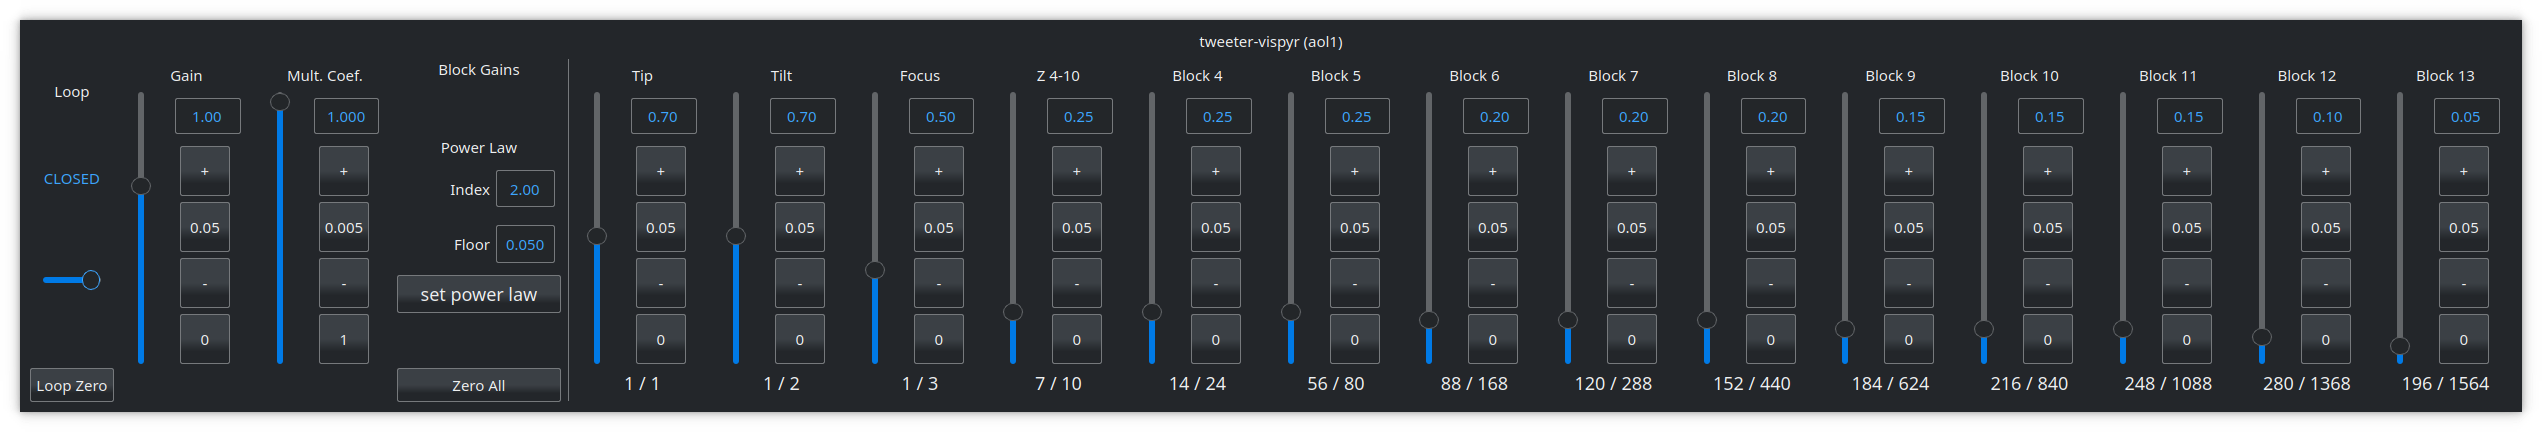 tweeter-vispyr (aol1)
Loop
CLOSED
Loop Zero
Gain
1.00
+
0.05
-
0
Mult. Coef.
1.000
+
0.005
-
1
Block Gains
Power Law
Index 2.00
Floor 0.050
set power law
Zero All
Tip
0.70
+
0.05
-
0
1 / 1
Tilt
0.70
+
0.05
-
0
1 / 2
Focus
0.50
+
0.05
-
0
1 / 3
Z 4-10
0.25
+
0.05
-
0
7 / 10
Block 4
0.25
+
0.05
-
0
14 / 24
Block 5
0.25
+
0.05
-
0
56 / 80
Block 6
0.20
+
0.05
-
0
88 / 168
Block 7
0.20
+
0.05
-
0
120 / 288
Block 8
0.20
+
0.05
-
0
152 / 440
Block 9
0.15
+
0.05
-
0
184 / 624
Block 10
0.15
+
0.05
-
0
216 / 840
Block 11
0.15
+
0.05
-
0
248 / 1088
Block 12
0.10
+
0.05
-
0
280 / 1368
Block 13
0.05
+
0.05
-
0
196 / 1564